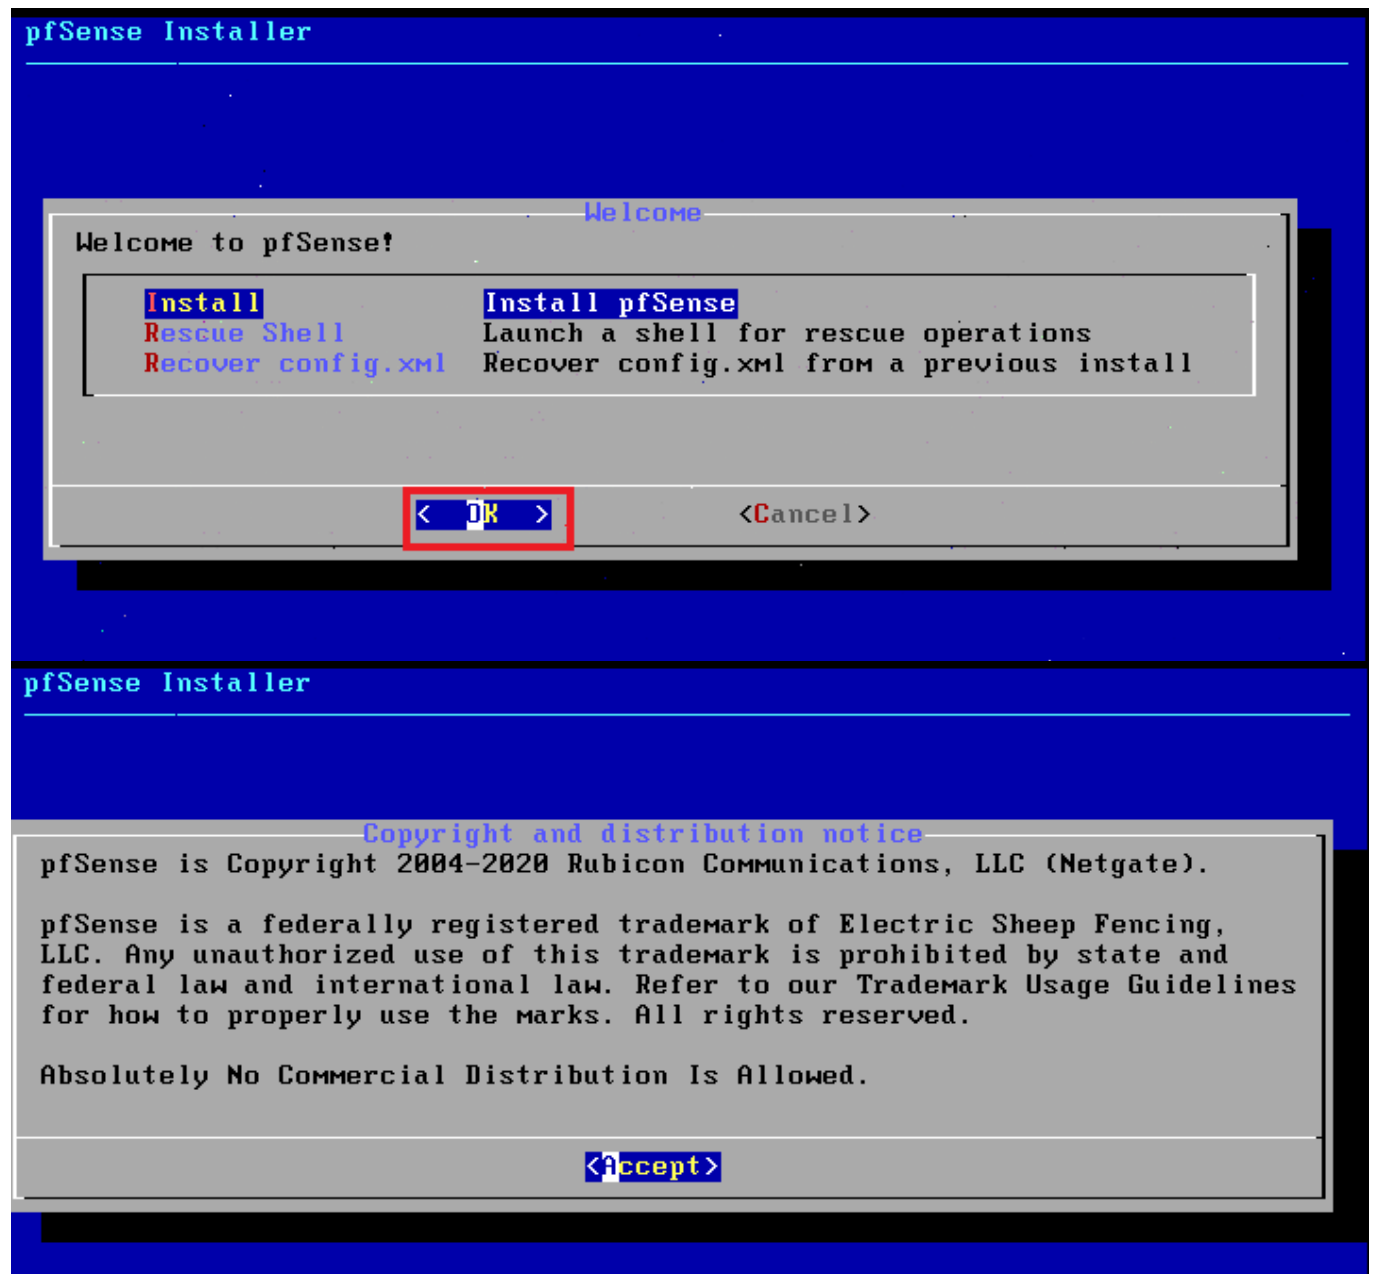 pfSense Installer
Welcome
Welcome to pfSense!
Install Install pfSense
Rescue Shell Launch a shell for rescue operations
Recover config.xml Recover config.xml from a previous install
< OK > <Cancel>
pfSense Installer
Copyright and distribution notice
pfSense is Copyright 2004-2020 Rubicon Communications, LLC (Netgate).
pfSense is a federally registered trademark of Electric Sheep Fencing,
LLC. Any unauthorized use of this trademark is prohibited by state and
federal law and international law. Refer to our Trademark Usage Guidelines
for how to properly use the marks. All rights reserved.
Absolutely No Commercial Distribution Is Allowed.
<Accept>